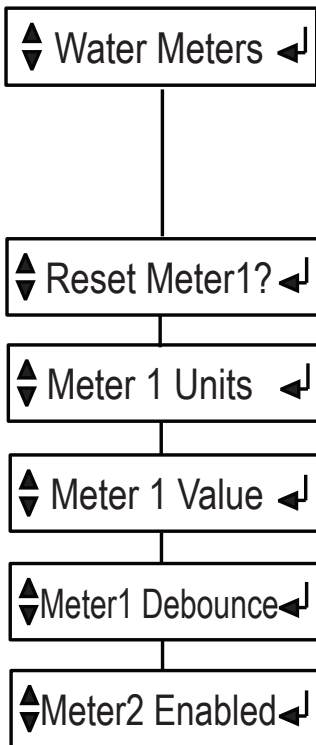 Water Meters
Reset Meter1?
Meter 1 Units
Meter 1 Value
Meter1 Debounce
Meter2 Enabled